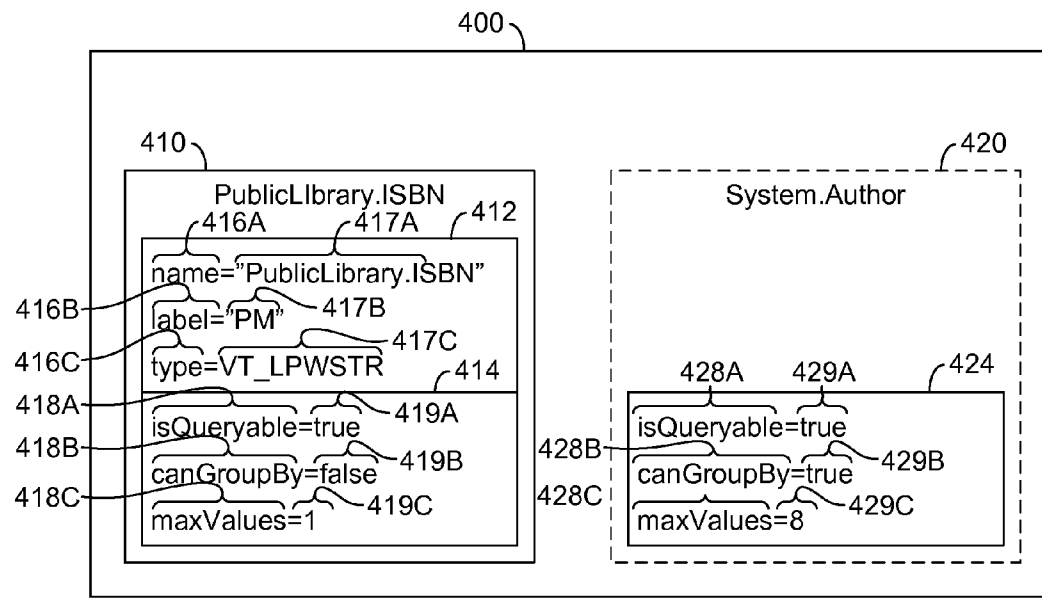 400
410
420
PublicLIbrary.ISBN
System.Author
416A 417A 412
name=”PublicLibrary.ISBN”
416B
label=”PM” 417B
416C 417C
type=VT_LPWSTR
414 428A 429A 424
418A 419A
isQueryable=true isQueryable=true
418B 419B 428B 429B
canGroupBy=false canGroupBy=true
418C 419C 428C 429C
maxValues=1 maxValues=8